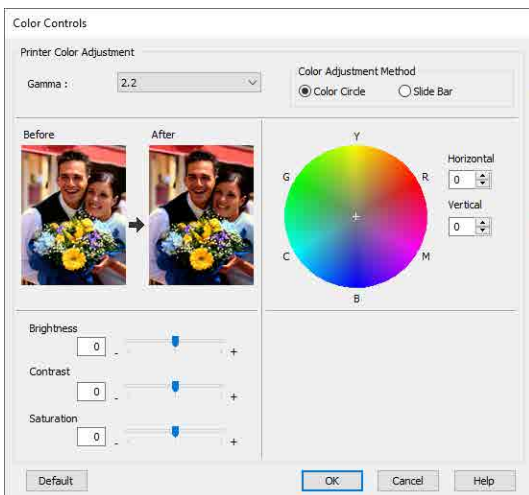 Color Controls
Printer Color Adjustment
Gamma :
2.2
Color Adjustment Method
Color Circle
Slide Bar
Before
After
Y
G
R
C
M
B
Horizontal
0
Vertical
0
Brightness
0
-
+
Contrast
0
-
+
Saturation
0
-
+
Default
OK
Cancel
Help